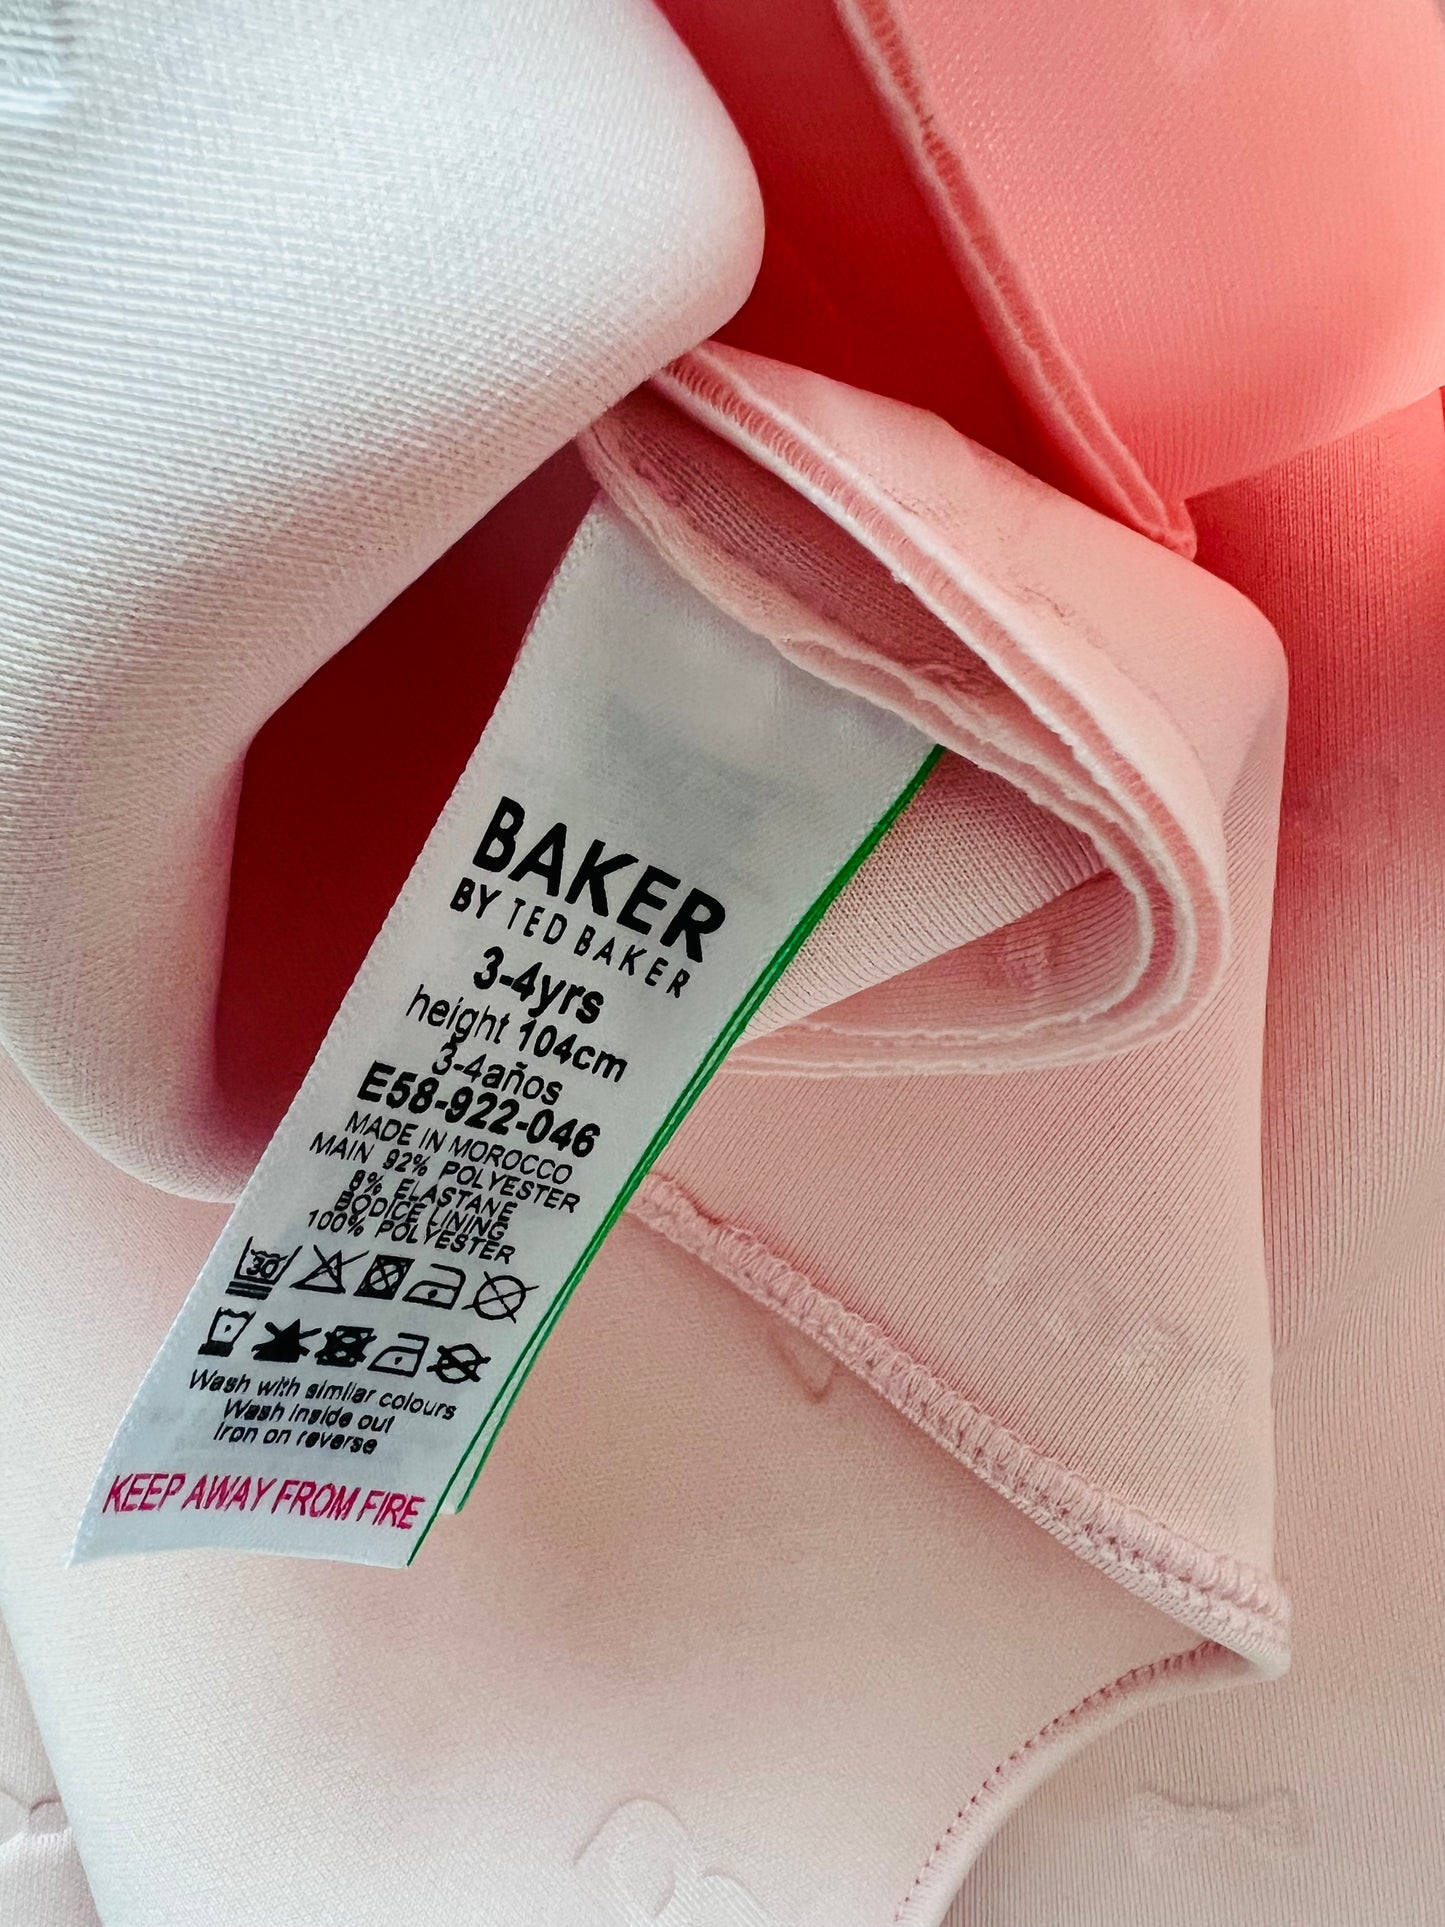 BAKER
BY TED BAKER
3-4yrs
height 104cm
3-4años
E58-922-046
MADE IN MOROCCO
MAIN 92% POLYESTER
8% ELASTANE
BODICE LINING
100% POLYESTER
30
Wash with similar colours
Wash inside out
Iron on reverse
KEEP AWAY FROM FIRE